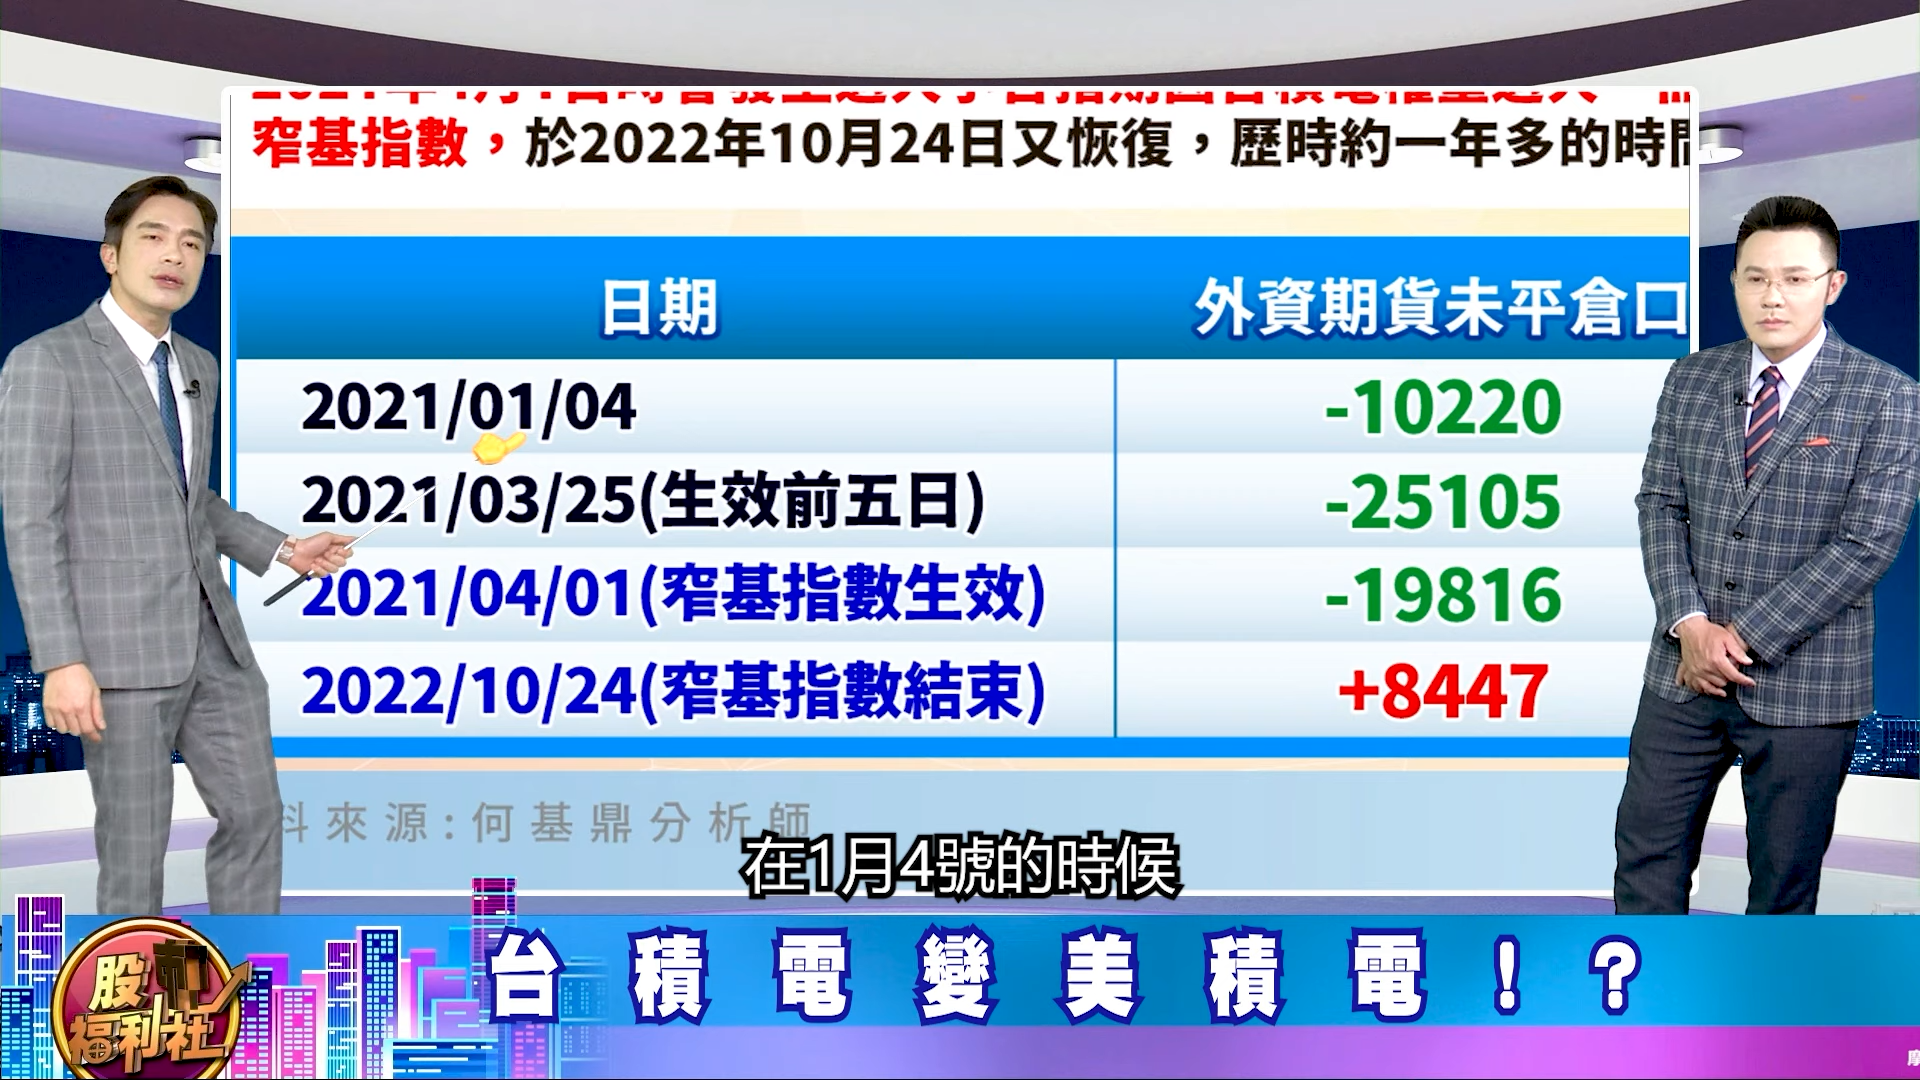 窄基指數，於2022年10月24日又恢復，歷時約一年多的時間
日期 外資期貨未平倉口
2021/01/04 -10220
2021/03/25(生效前五日) -25105
2021/04/01(窄基指數生效) -19816
2022/10/24(窄基指數結束) +8447
料來源:何基鼎分析師
在1月4號的時候
台積電變美積電!?
股市
福利社